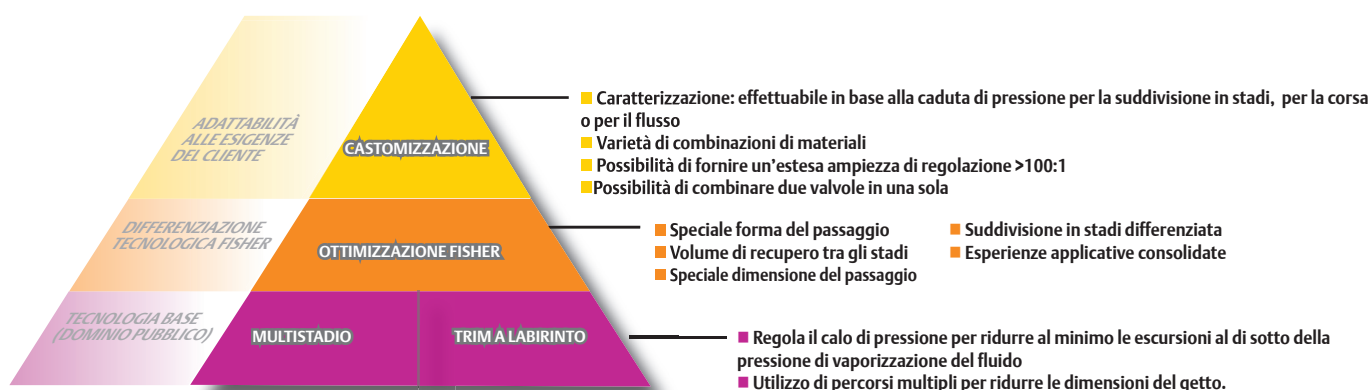 ■ Caratterizzazione: effettuabile in base alla caduta di pressione per la suddivisione in stadi, per la corsa
o per il flusso
■ Varietà di combinazioni di materiali
■ Possibilità di fornire un'estesa ampiezza di regolazione >100:1
■ Possibilità di combinare due valvole in una sola
ADATTABILITÀ
ALLE ESIGENZE
DEL CLIENTE
CASTOMIZZAZIONE
DIFFERENZIAZIONE
TECNOLOGICA FISHER
OTTIMIZZAZIONE FISHER
■ Speciale forma del passaggio
■ Volume di recupero tra gli stadi
■ Speciale dimensione del passaggio
■ Suddivisione in stadi differenziata
■ Esperienze applicative consolidate
TECNOLOGIA BASE
(DOMINIO PUBBLICO)
MULTISTADIO
TRIM A LABIRINTO
■ Regola il calo di pressione per ridurre al minimo le escursioni al di sotto della
pressione di vaporizzazione del fluido
■ Utilizzo di percorsi multipli per ridurre le dimensioni del getto.